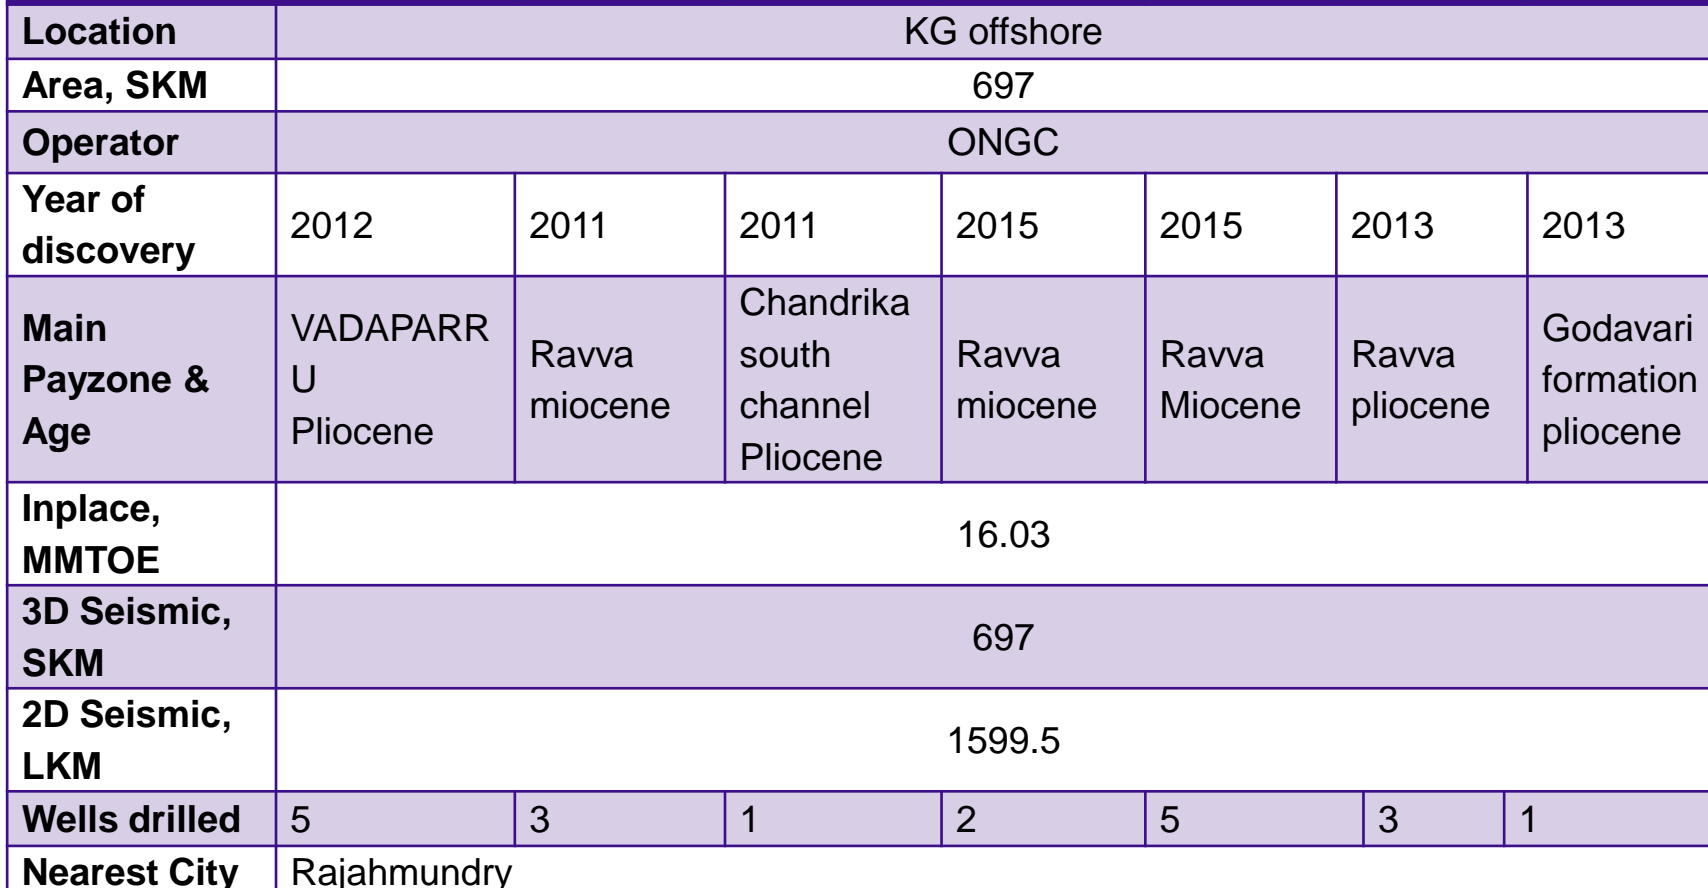 Location KG offshore
Area, SKM 697
Operator ONGC
Year of discovery 2012 2011 2011 2015 2015 2013 2013
Main Payzone & Age
VADAPARR
U
Pliocene
Ravva
miocene
Chandrika
south
channel
Pliocene
Ravva
miocene
Ravva
Miocene
Ravva
pliocene
Godavari
formation
pliocene
Inplace,
MMTOE
16.03
3D Seismic,
SKM
697
2D Seismic,
LKM
1599.5
Wells drilled 5 3 1 2 5 3 1
Nearest City Rajahmundry